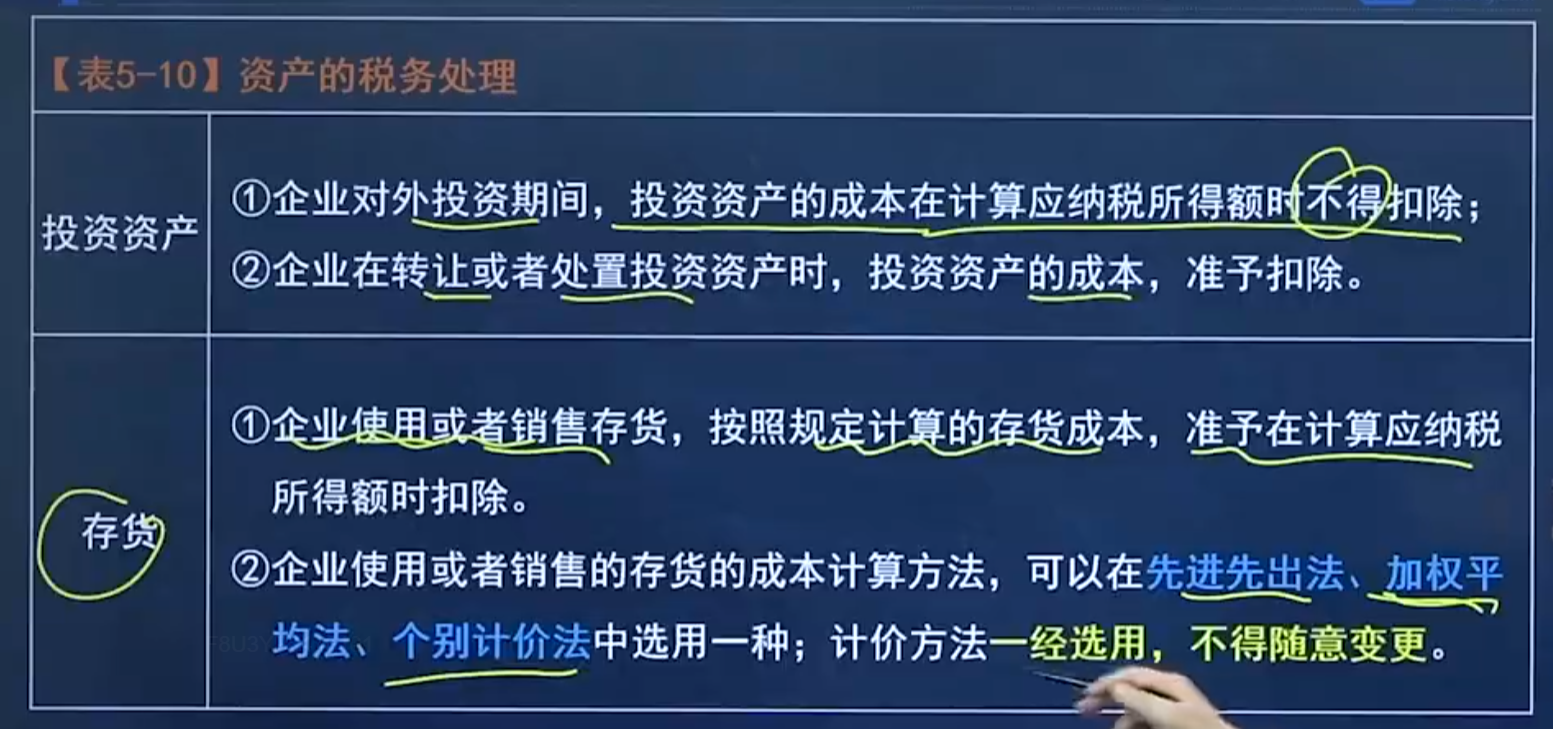 【表5-10】资产的税务处理
投资资产
①企业对外投资期间，投资资产的成本在计算应纳税所得额时不得扣除；
②企业在转让或者处置投资资产时，投资资产的成本，准予扣除。
存货
①企业使用或者销售存货，按照规定计算的存货成本，准予在计算应纳税
所得额时扣除。
②企业使用或者销售的存货的成本计算方法，可以在先进先出法、加权平
均法、个别计价法中选用一种；计价方法一经选用，不得随意变更。